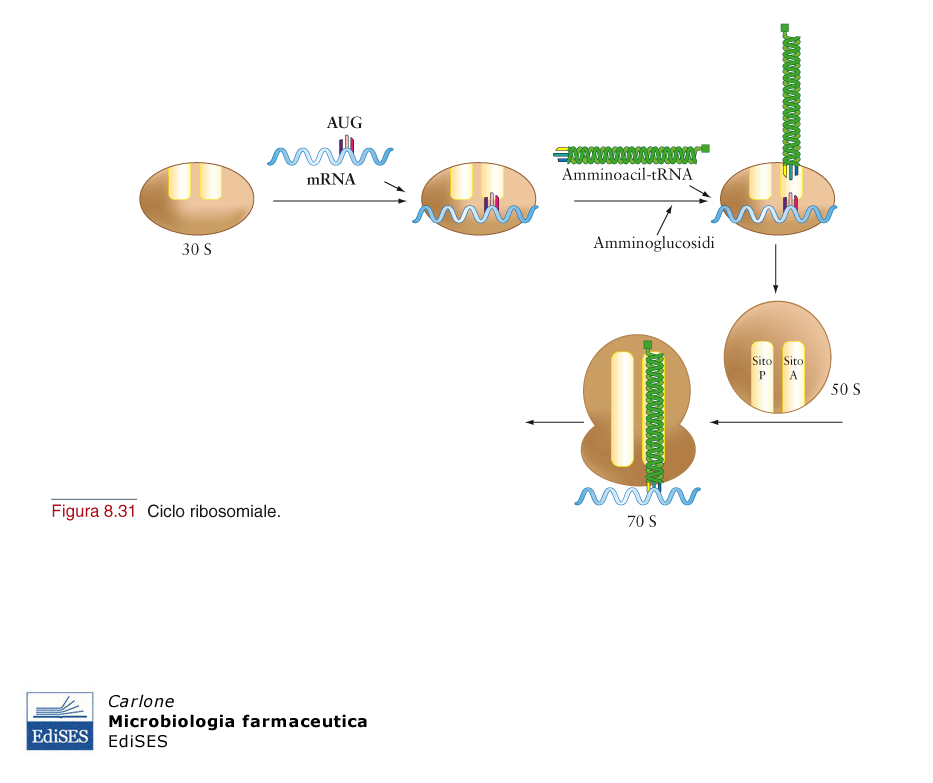 AUG
mRNA
Amminoacil-tRNA
Amminoglucosidi
30 S
Sito
P
Sito
A
50 S
70 S
Figura 8.31 Ciclo ribosomiale.
EdiSES
Carlone
Microbiologia farmaceutica
EdiSES